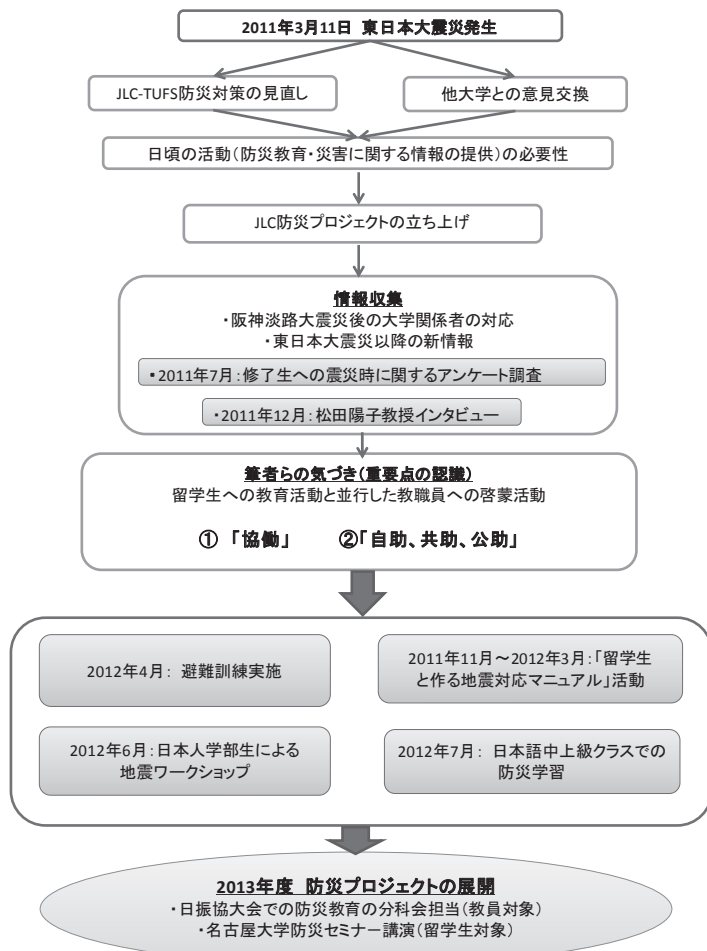 2011年3月11日 東日本大震災発生
JLC-TUFS防災対策の見直し
他大学との意見交換
日頃の活動（防災教育・災害に関する情報の提供）の必要性
JLC防災プロジェクトの立ち上げ
情報収集
・阪神淡路大震災後の大学関係者の対応
・東日本大震災以降の新情報
・2011年7月：修了生への震災時に関するアンケート調査
・2011年12月：松田陽子教授インタビュー
筆者らの気づき（重要点の認識）
留学生への教育活動と並行した教職員への啓蒙活動
① 「協働」 ②「自助、共助、公助」
2012年4月： 避難訓練実施
2011年11月～2012年3月：「留学生
と作る地震対応マニュアル」活動
2012年6月：日本人学部生による
地震ワークショップ
2012年7月： 日本語中上級クラスでの
防災学習
2013年度 防災プロジェクトの展開
・日振協大会での防災教育の分科会担当（教員対象）
・名古屋大学防災セミナー講演（留学生対象）